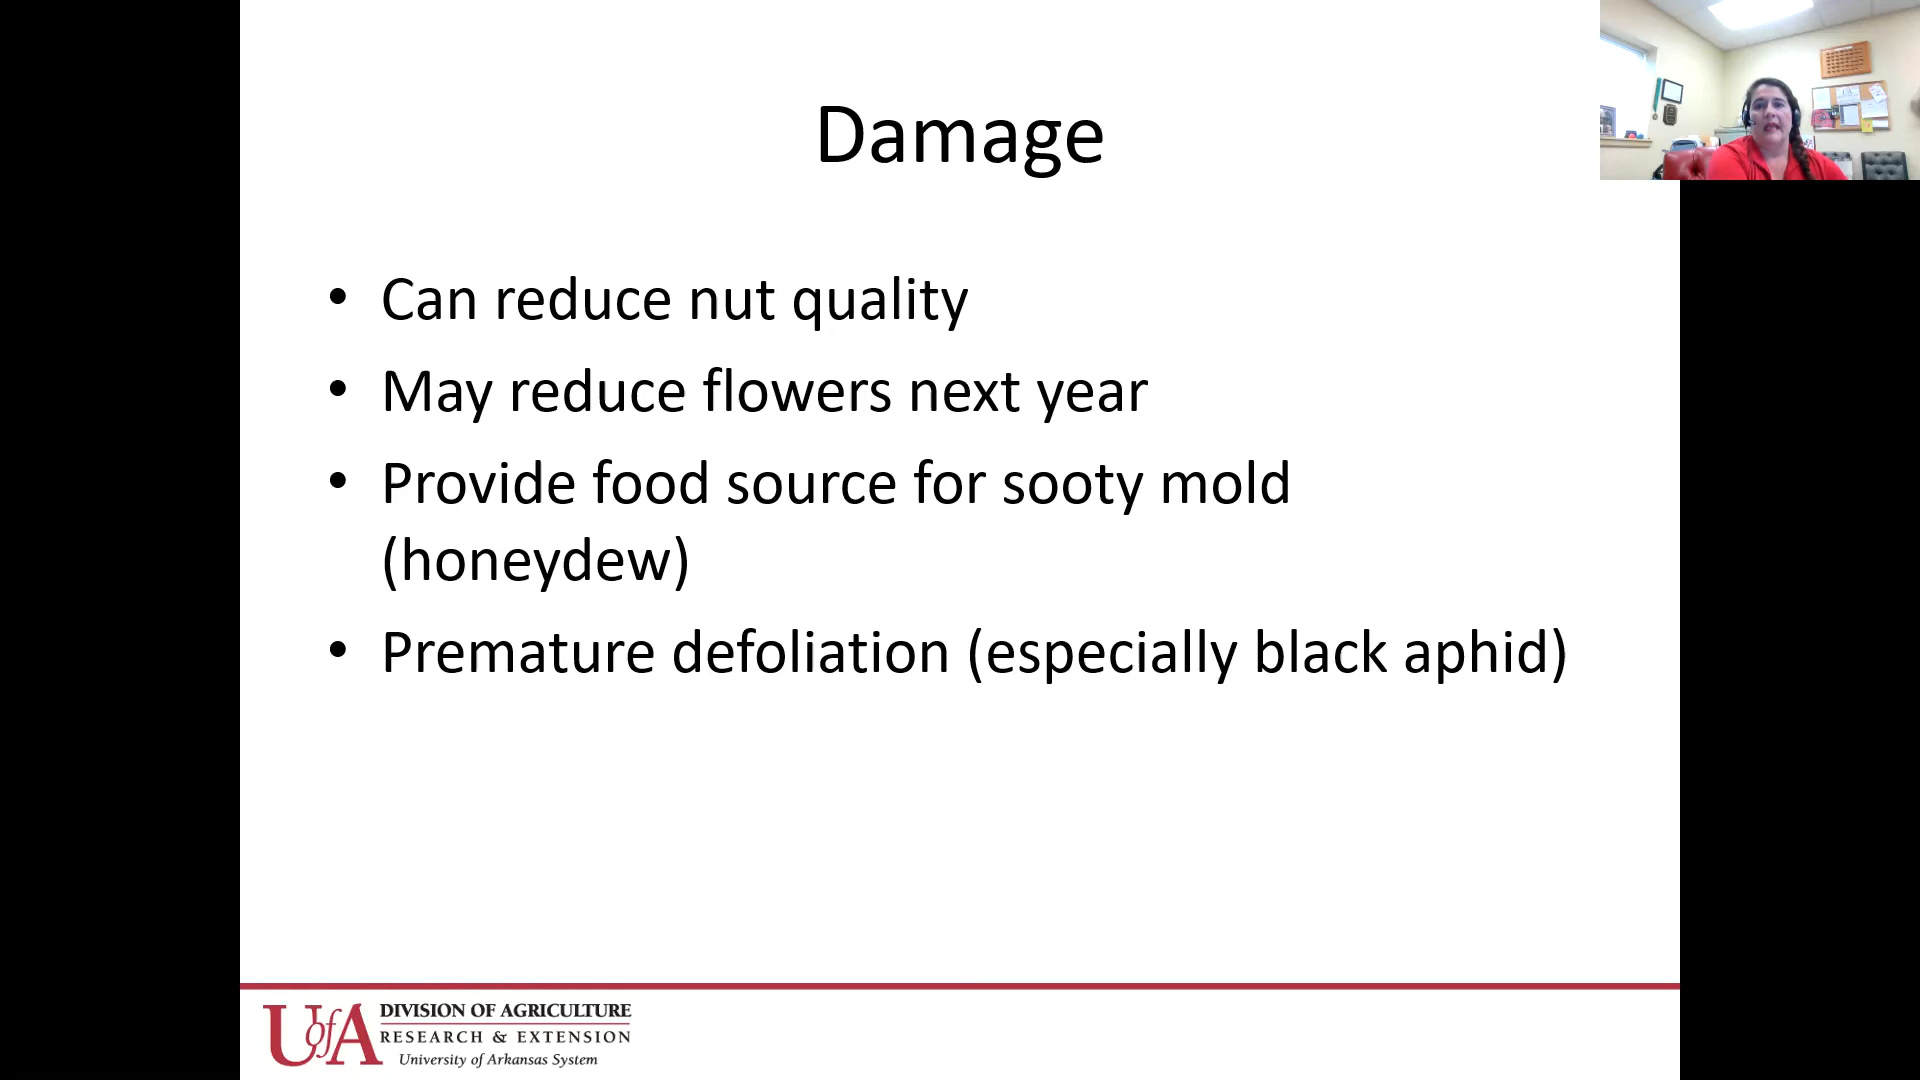 Damage
• Can reduce nut quality
• May reduce flowers next year
• Provide food source for sooty mold
(honeydew)
• Premature defoliation (especially black aphid)
UofA
DIVISION OF AGRICULTURE
RESEARCH & EXTENSION
University of Arkansas System